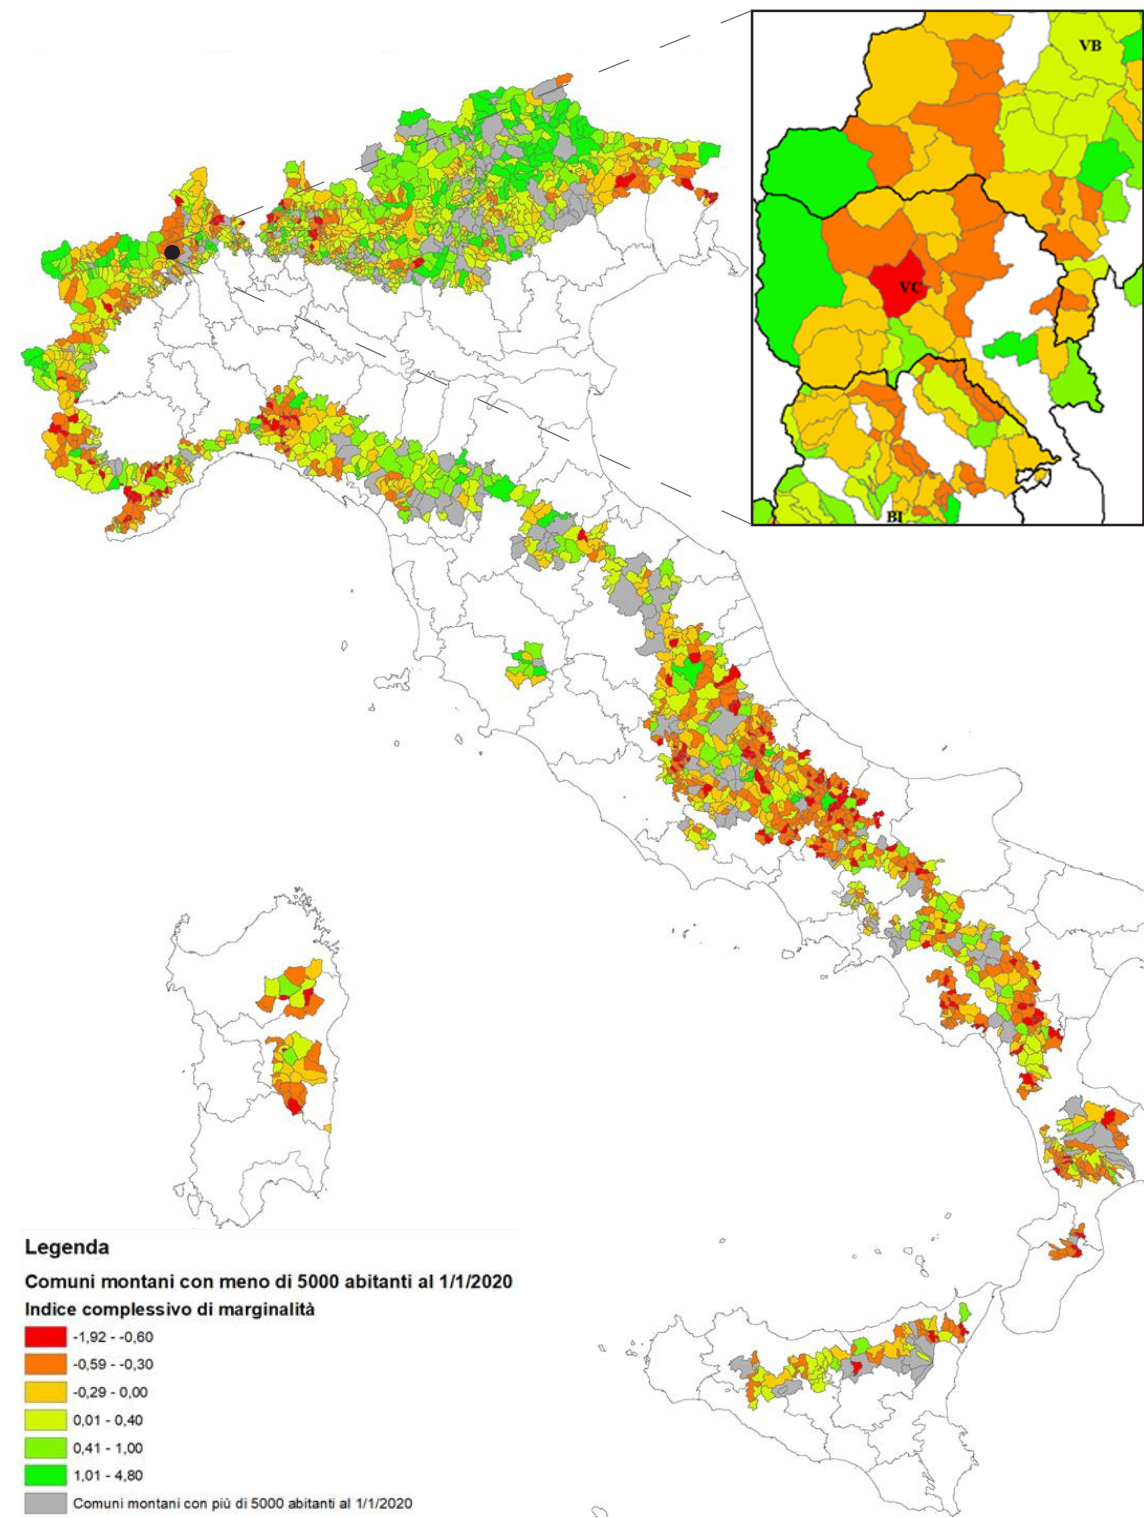 VB
VC
BI
Legenda
Comuni montani con meno di 5000 abitanti al 1/1/2020
Indice complessivo di marginalità
-1,92 - -0,60
-0,59 - -0,30
-0,29 - 0,00
0,01 - 0,40
0,41 - 1,00
1,01 - 4,80
Comuni montani con più di 5000 abitanti al 1/1/2020